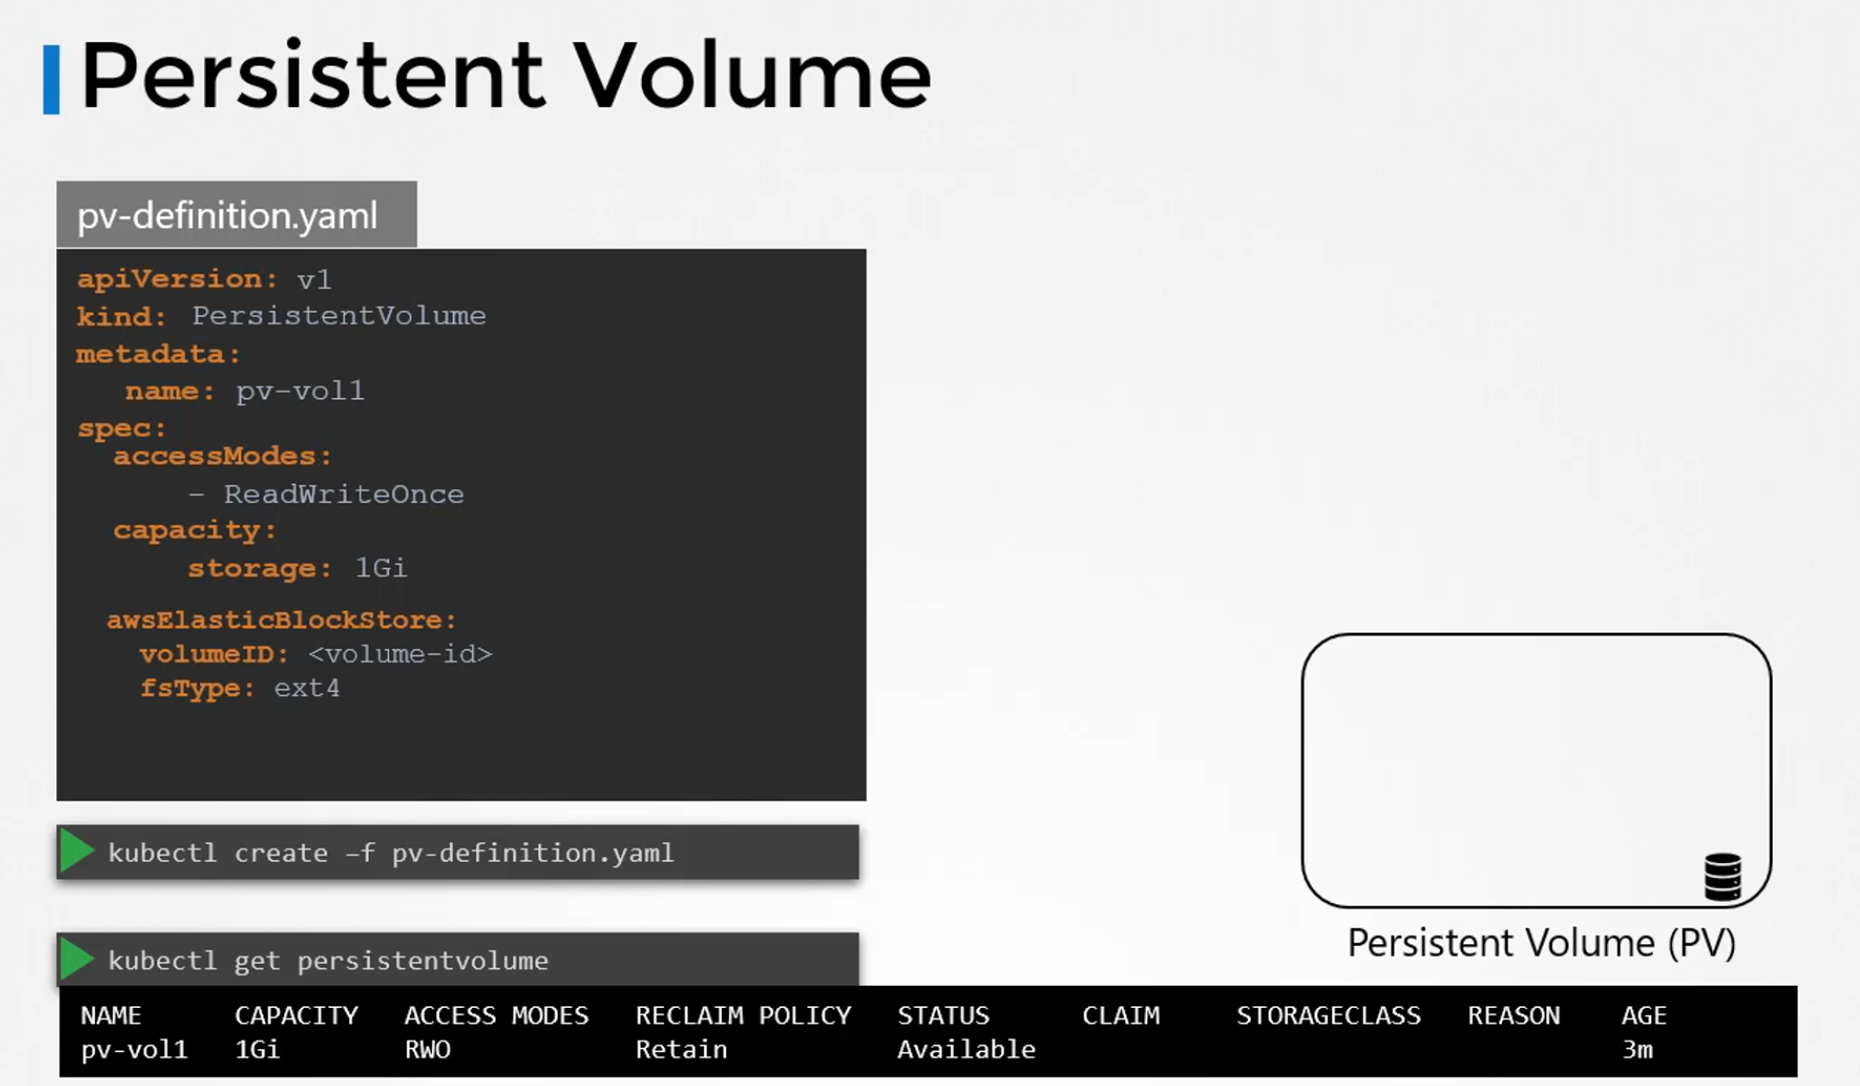 Persistent Volume
pv-definition.yaml
apiVersion: v1
kind: PersistentVolume
metadata:
name: pv-vol1
spec:
accessModes:
- ReadWriteOnce
capacity:
storage: 1Gi
awsElasticBlockStore:
volumeID: <volume-id>
fsType: ext4
kubectl create –f pv-definition.yaml
Persistent Volume (PV)
kubectl get persistentvolume
NAME CAPACITY ACCESS MODES RECLAIM POLICY STATUS CLAIM STORAGECLASS REASON AGE
pv-vol1 1Gi RWO Retain Available 3m